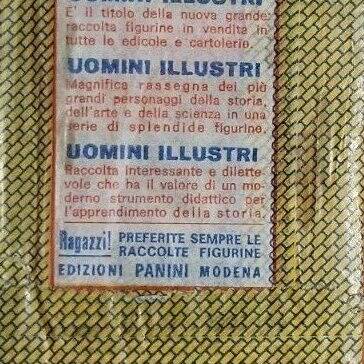 UOMINI ILLUSTRI
E' il titolo della nuova grande
raccolta figurine in vendita in
tutte le edicole e cartolerie.
UOMINI ILLUSTRI
Magnifica rassegna dei più
grandi personaggi della storia,
dell'arte e della scienza in una
serie di splendide figurine.
UOMINI ILLUSTRI
Raccolta interessante e dilette-
vole che ha il valore di un mo-
derno strumento didattico per
l'apprendimento della storia.
Ragazzi! PREFERITE SEMPRE LE
RACCOLTE FIGURINE
EDIZIONI PANINI MODENA